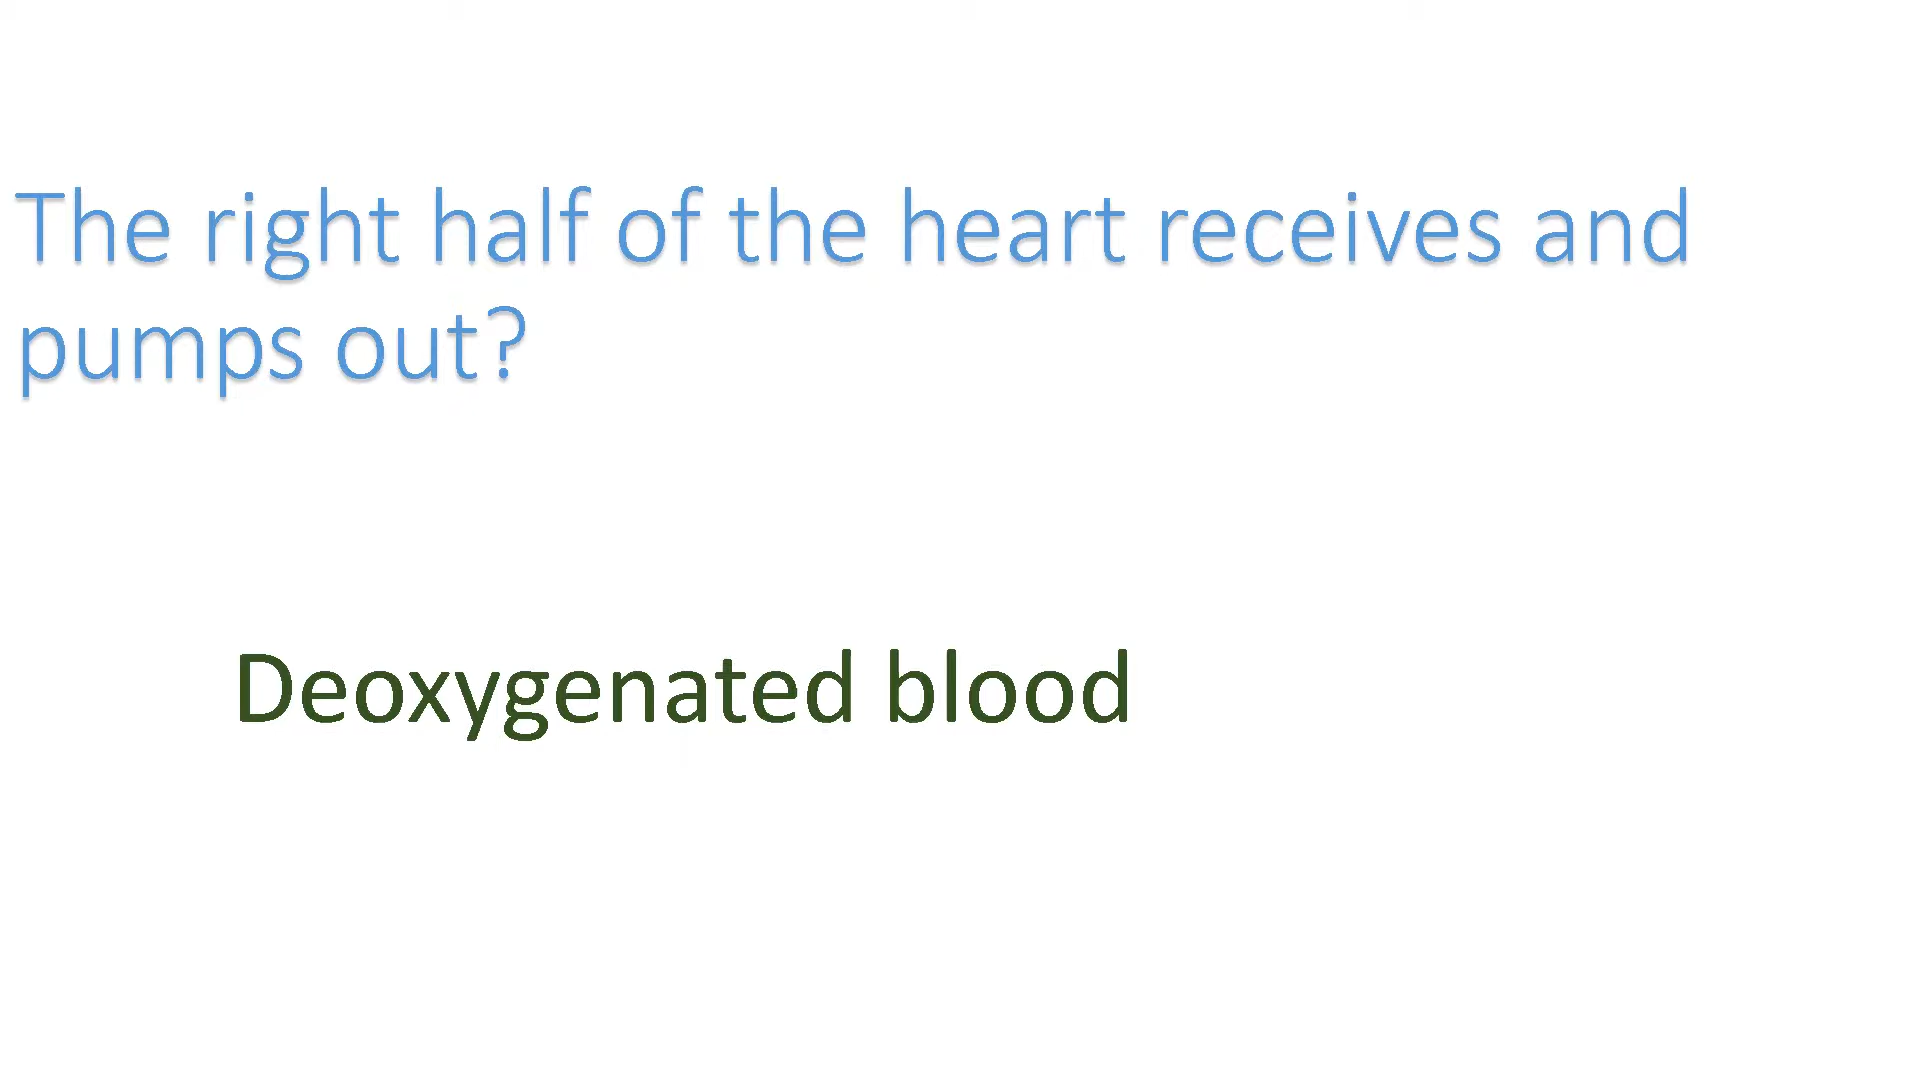 The right half of the heart receives and
pumps out?
Deoxygenated blood